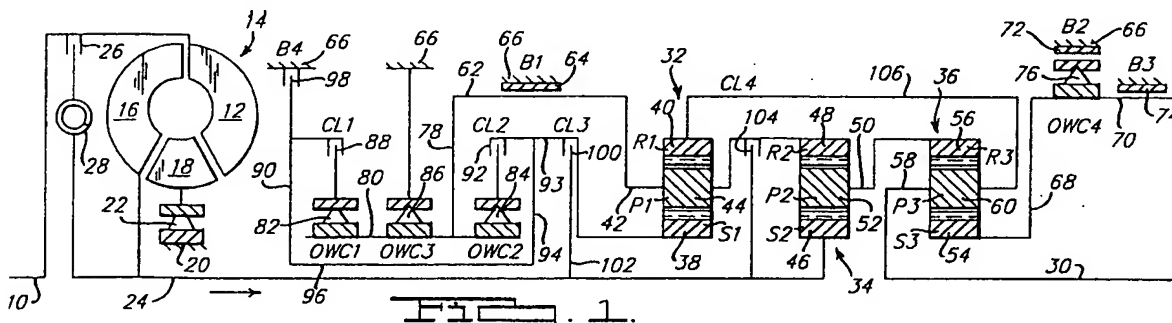 14
26
16
12
28
18
22
20
10
24
B4
66
98
CL1
88
90
80
82
OWC1
96
66
78
86
OWC3
62
66
B1
64
CL2
92
93
84
OWC2
94
CL3
100
102
32
40
R1
42
P1
44
S1
38
CL4
104
106
48
R2
50
P2
52
S2
46
34
36
56
R3
58
P3
60
S3
54
68
30
72
B2
66
76
OWC4
B3
74
70
Fig. 1.